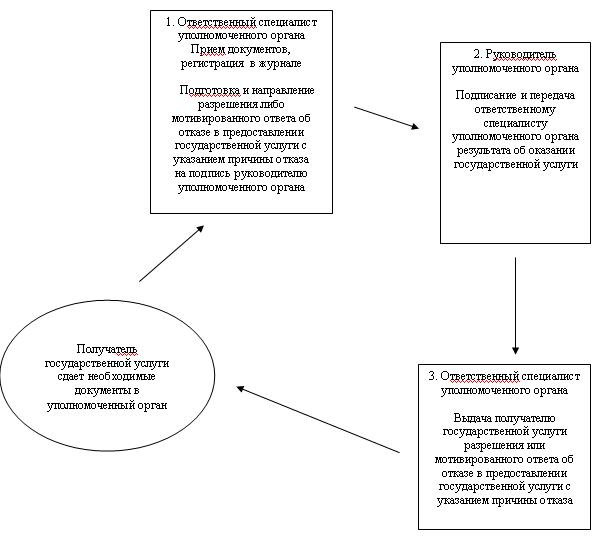 1. Ответственный специалист
уполномоченного органа
Прием документов,
регистрация в журнале
Подготовка и направление
разрешения либо
мотивированного ответа об
отказе в предоставлении
государственной услуги с
указанием причины отказа
на подпись руководителю
уполномоченного органа
2. Руководитель
уполномоченного органа
Подписание и передача
ответственному
специалисту
уполномоченного органа
результата об оказании
государственной услуги
3. Ответственный специалист
уполномоченного органа
Выдача получателю
государственной услуги
разрешения или
мотивированного ответа об
отказе в предоставлении
государственной услуги с
указанием причины отказа
Получатель
государственной услуги
сдает необходимые
документы в
уполномоченный орган